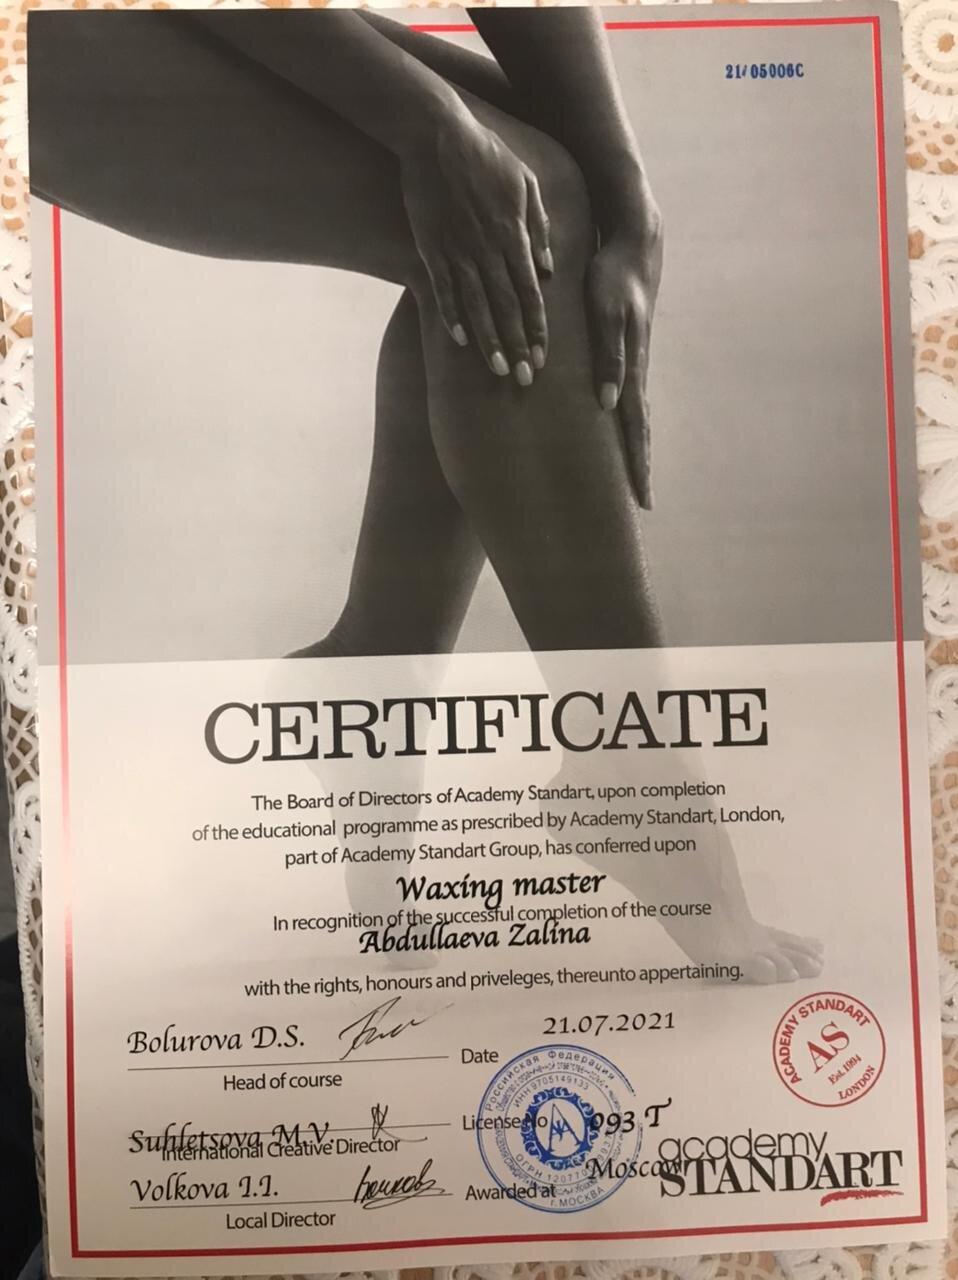 21/05006C
CERTIFICATE
The Board of Directors of Academy Standart, upon completion
of the educational programme as prescribed by Academy Standart, London,
part of Academy Standart Group, has conferred upon
Waxing master
In recognition of the successful completion of the course
Abdullaeva Zalina
with the rights, honours and priveleges, thereunto appertaining.
Bolurova D.S.
Head of course
21.07.2021
Date
Suhletsova M.V.
International Creative Director
License No 093 T
Volkova I.I.
Local Director
Awarded at Moscow
Российская Федерация
ИНН 9705149133
ОГРН 12077
г. МОСКВА
ACADEMY STANDART
AS
Est. 1994
LONDON
academy
STANDART